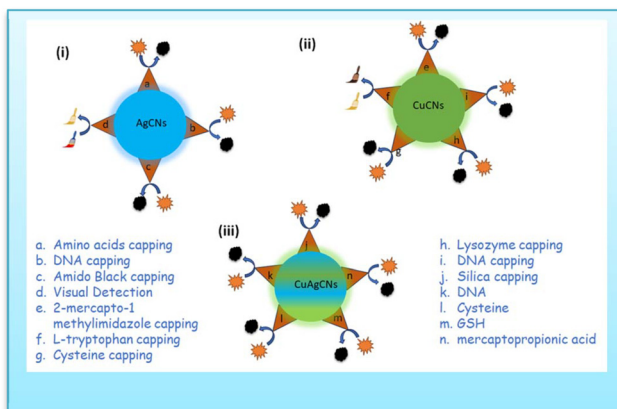 (i)
a
d
AgCNs
b
c
(ii)
e
f
CuCNs
i
g
h
(iii)
j
k
CuAgCNs
n
l
m
a. Amino acids capping
b. DNA capping
c. Amido Black capping
d. Visual Detection
e. 2-mercapto-1
methylimidazole capping
f. L-tryptophan capping
g. Cysteine capping
h. Lysozyme capping
i. DNA capping
j. Silica capping
k. DNA
l. Cysteine
m. GSH
n. mercaptopropionic acid